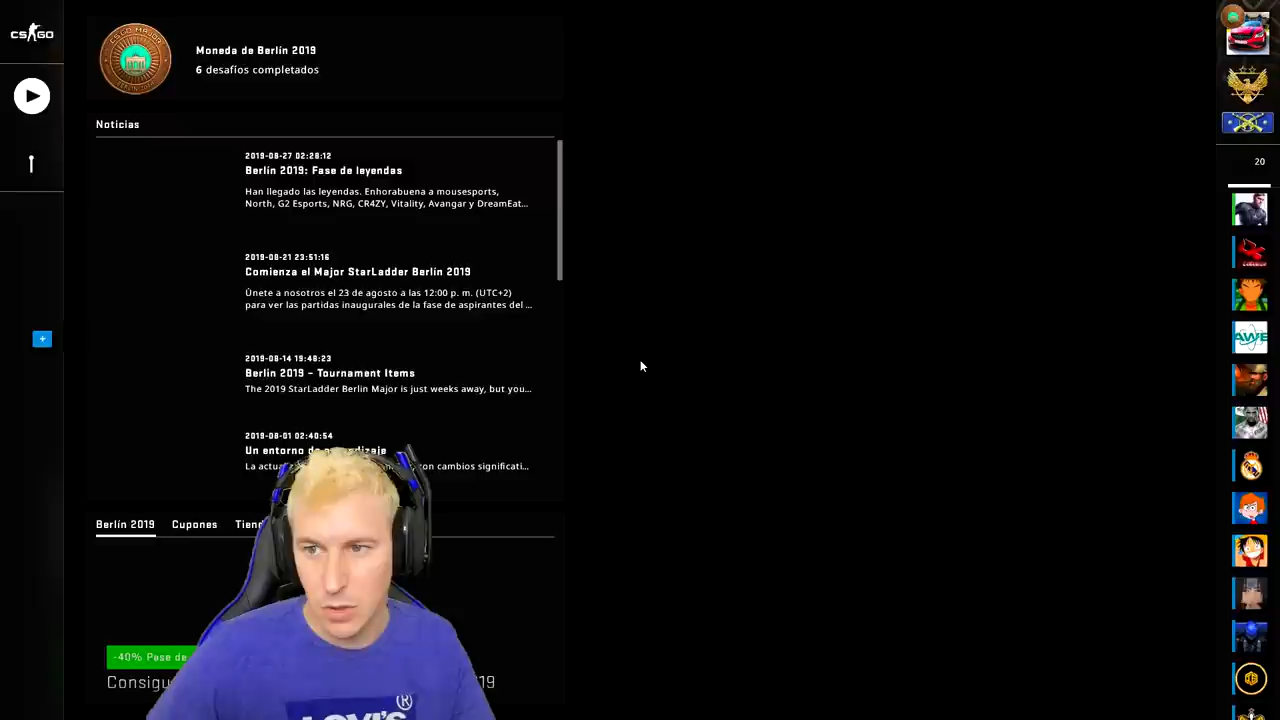 CS GO
Moneda de Berlín 2019
6 desafíos completados
Noticias
2019-08-27 02:28:12
Berlín 2019: Fase de leyendas
Han llegado las leyendas. Enhorabuena a mousesports,
North, G2 Esports, NRG, CR4ZY, Vitality, Avangar y DreamEat...
2019-08-21 23:51:16
Comienza el Major StarLadder Berlín 2019
Únete a nosotros el 23 de agosto a las 12:00 p. m. (UTC+2)
para ver las partidas inaugurales de la fase de aspirantes del ...
2019-08-14 19:48:23
Berlin 2019 – Tournament Items
The 2019 StarLadder Berlin Major is just weeks away, but you...
2019-08-01 02:40:54
Un entorno de
La con cambios significati...
Berlín 2019 Cupones
-40% Pase de
19
20
AWE
LEVI'S®